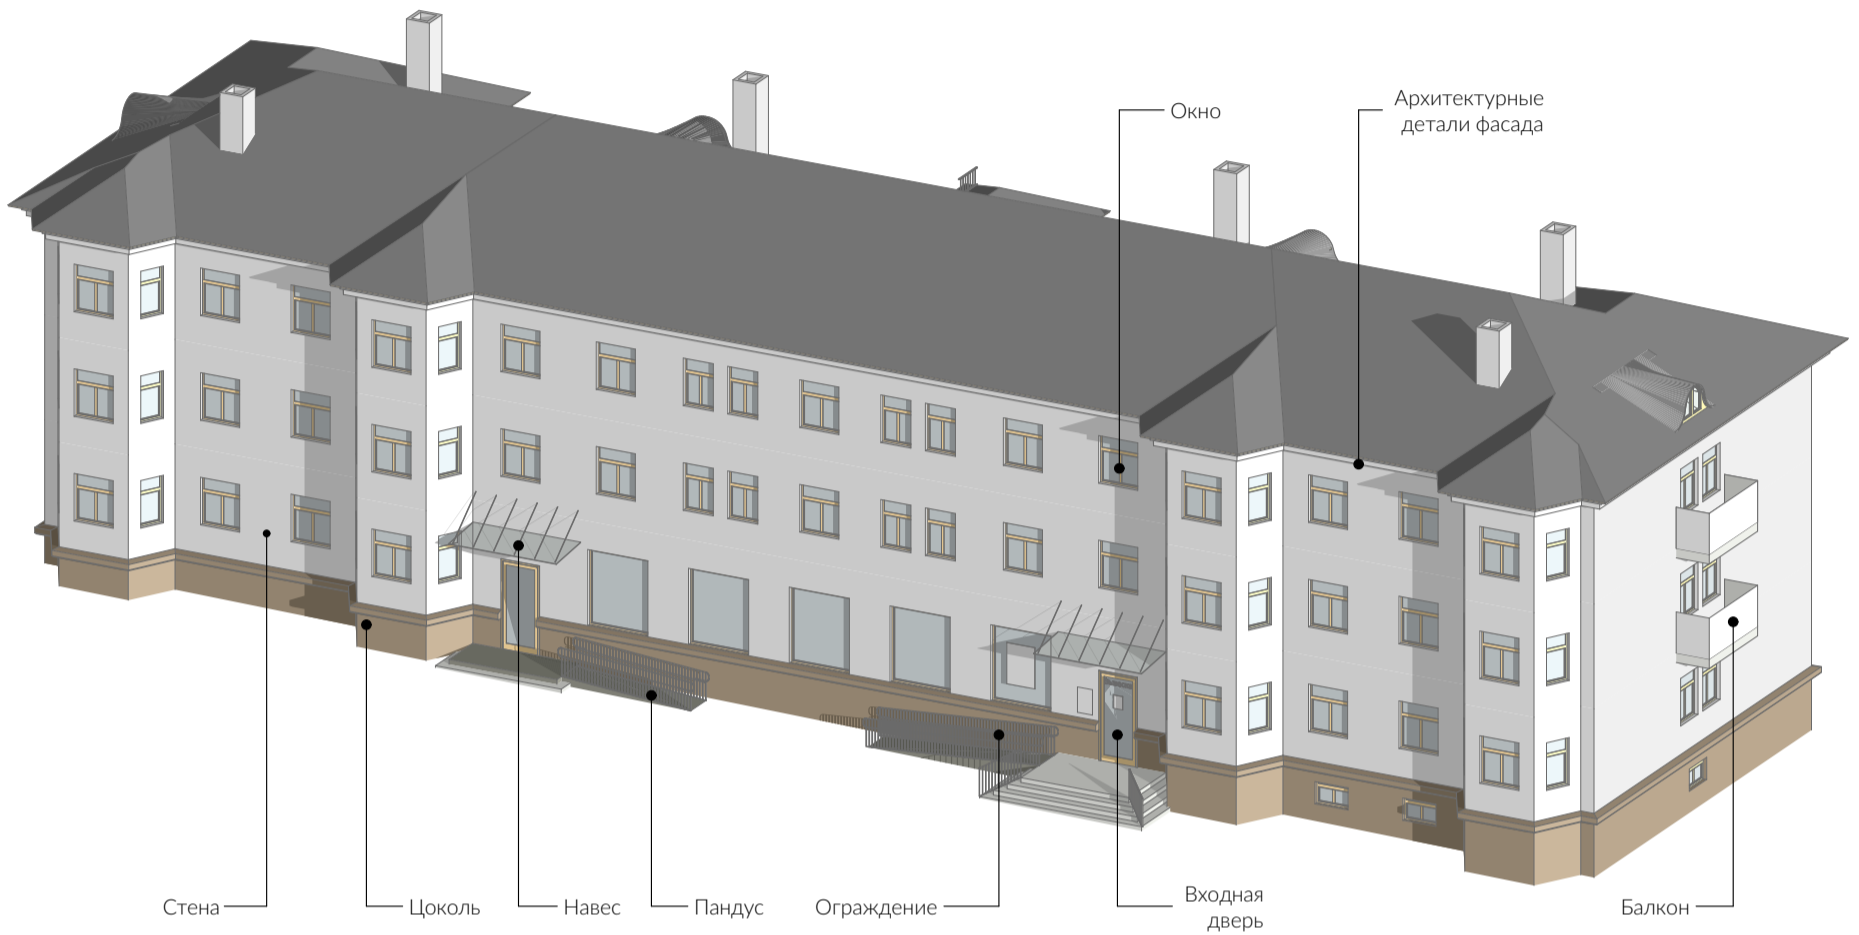 Окно
Архитектурные
детали фасада
Стена
Цоколь
Навес
Пандус
Ограждение
Входная
дверь
Балкон